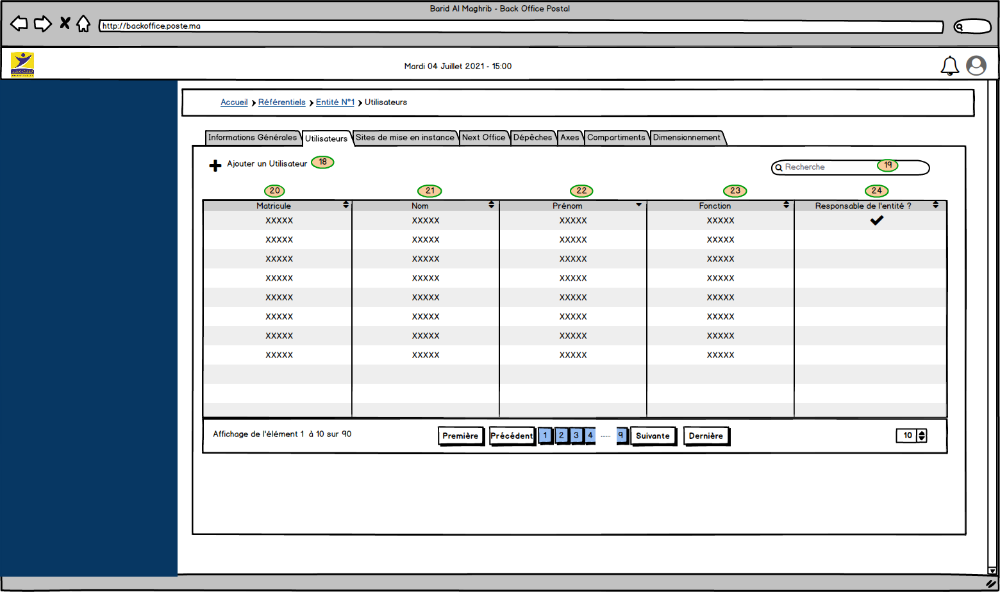 Barid Al Maghrib - Back Office Postal
http://backoffice.poste.ma
Mardi 04 Juillet 2021 - 15:00
Accueil Référentiels Entité N°1 Utilisateurs
Informations Générales Utilisateurs Sites de mise en instance Next Office Dépêches Axes Compartiments Dimensionnement
Ajouter un Utilisateur 18 Recherche 19
20 21 22 23 24
Matricule Nom Prénom Fonction Responsable de l'entité ?
XXXXX XXXXX XXXXX XXXXX
XXXXX XXXXX XXXXX XXXXX
XXXXX XXXXX XXXXX XXXXX
XXXXX XXXXX XXXXX XXXXX
XXXXX XXXXX XXXXX XXXXX
XXXXX XXXXX XXXXX XXXXX
XXXXX XXXXX XXXXX XXXXX
XXXXX XXXXX XXXXX XXXXX
Affichage de l'élément 1 à 10 sur 90 Première Précédent 1 2 3 4 ...... 9 Suivante Dernière 10